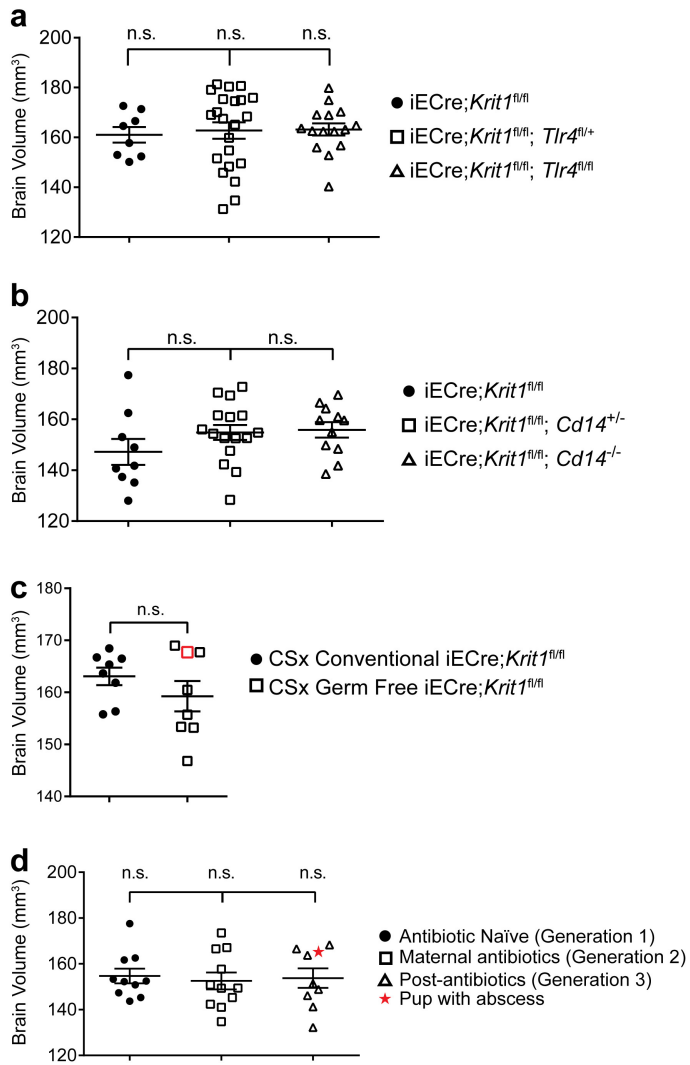 a
n.s. n.s. n.s.
200
180
160
140
120
Brain Volume (mm³)
iECre;Krit1fl/fl
iECre;Krit1fl/fl; Tlr4fl/+
iECre;Krit1fl/fl; Tlr4fl/fl
b
n.s. n.s.
200
180
160
140
120
Brain Volume (mm³)
iECre;Krit1fl/fl
iECre;Krit1fl/fl; Cd14+/-
iECre;Krit1fl/fl; Cd14-/-
c
n.s.
180
170
160
150
140
Brain Volume (mm³)
CSx Conventional iECre;Krit1fl/fl
CSx Germ Free iECre;Krit1fl/fl
d
n.s. n.s. n.s.
200
180
160
140
120
Brain Volume (mm³)
Antibiotic Naïve (Generation 1)
Maternal antibiotics (Generation 2)
Post-antibiotics (Generation 3)
Pup with abscess